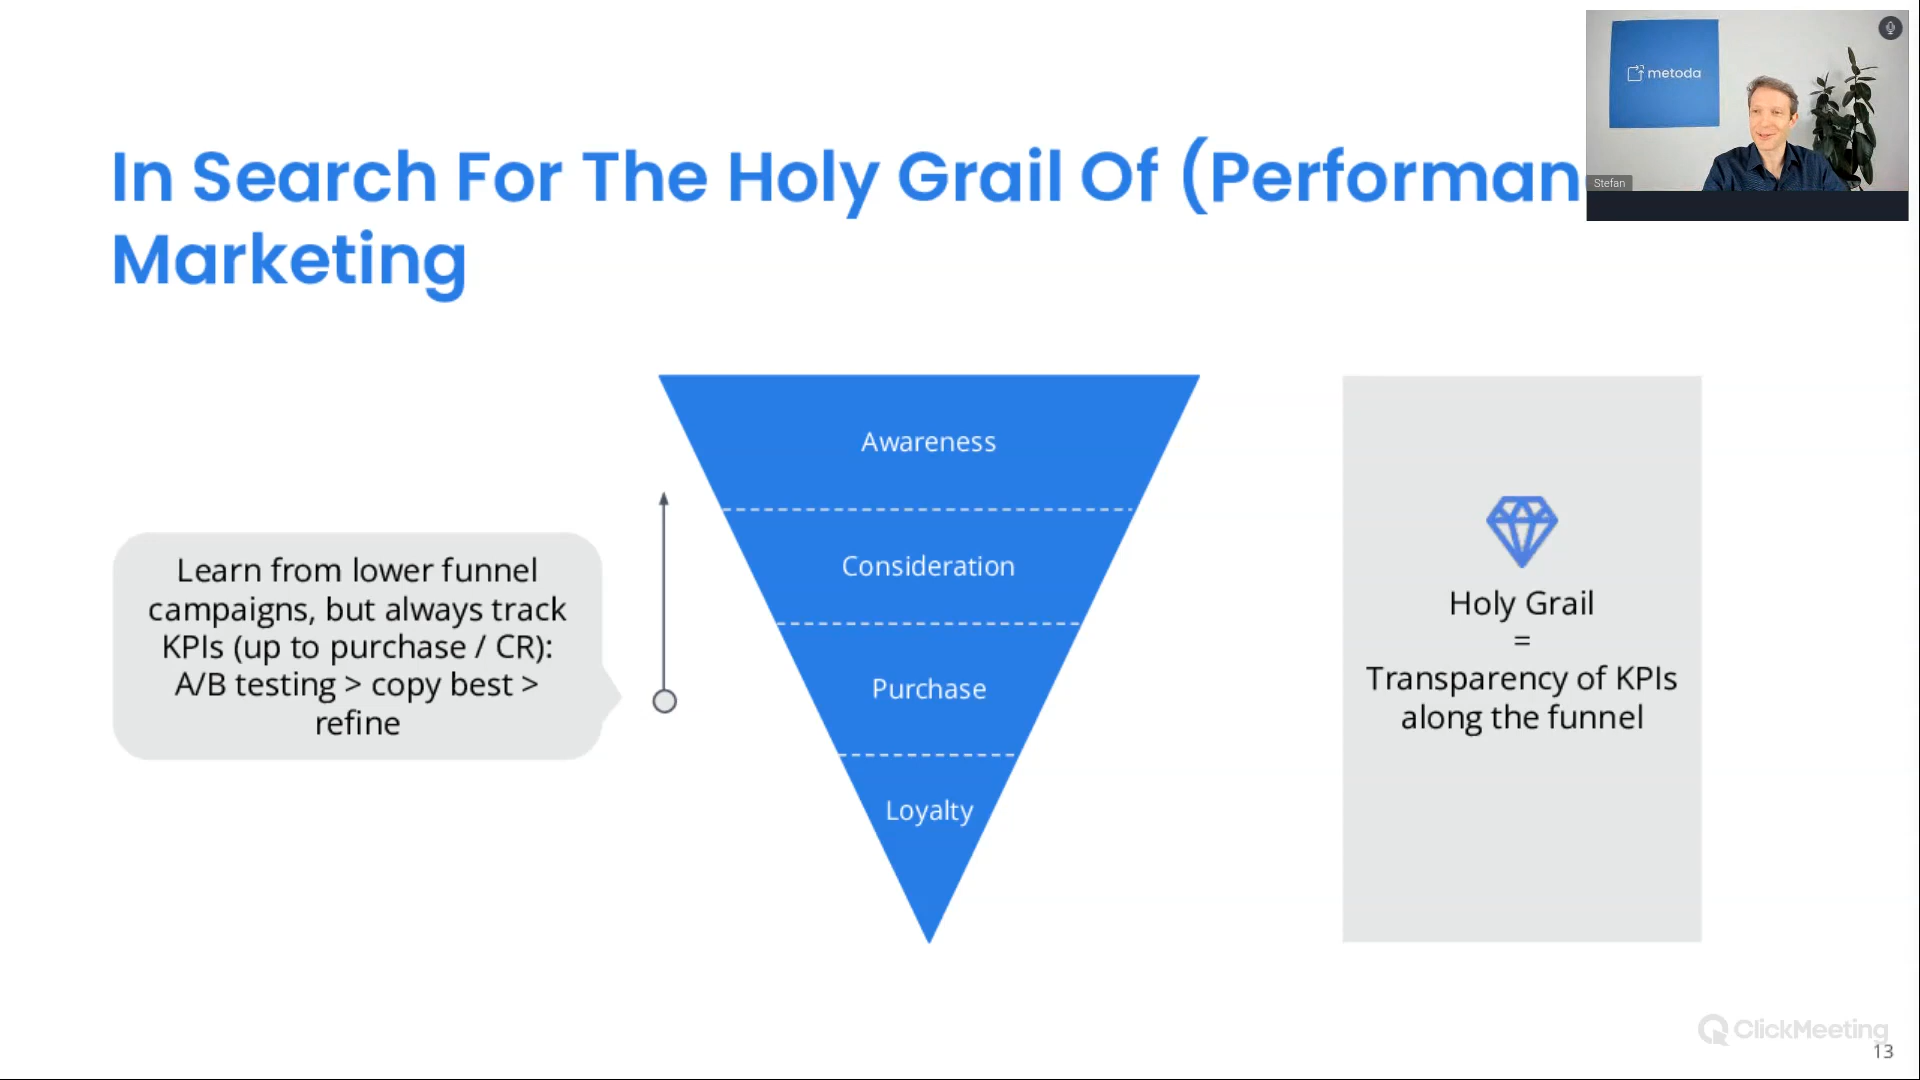 In Search For The Holy Grail Of (Performan
Marketing
metoda
Stefan
Learn from lower funnel
campaigns, but always track
KPIs (up to purchase / CR):
A/B testing > copy best >
refine
Awareness
Consideration
Purchase
Loyalty
Holy Grail
=
Transparency of KPIs
along the funnel
ClickMeeting
13